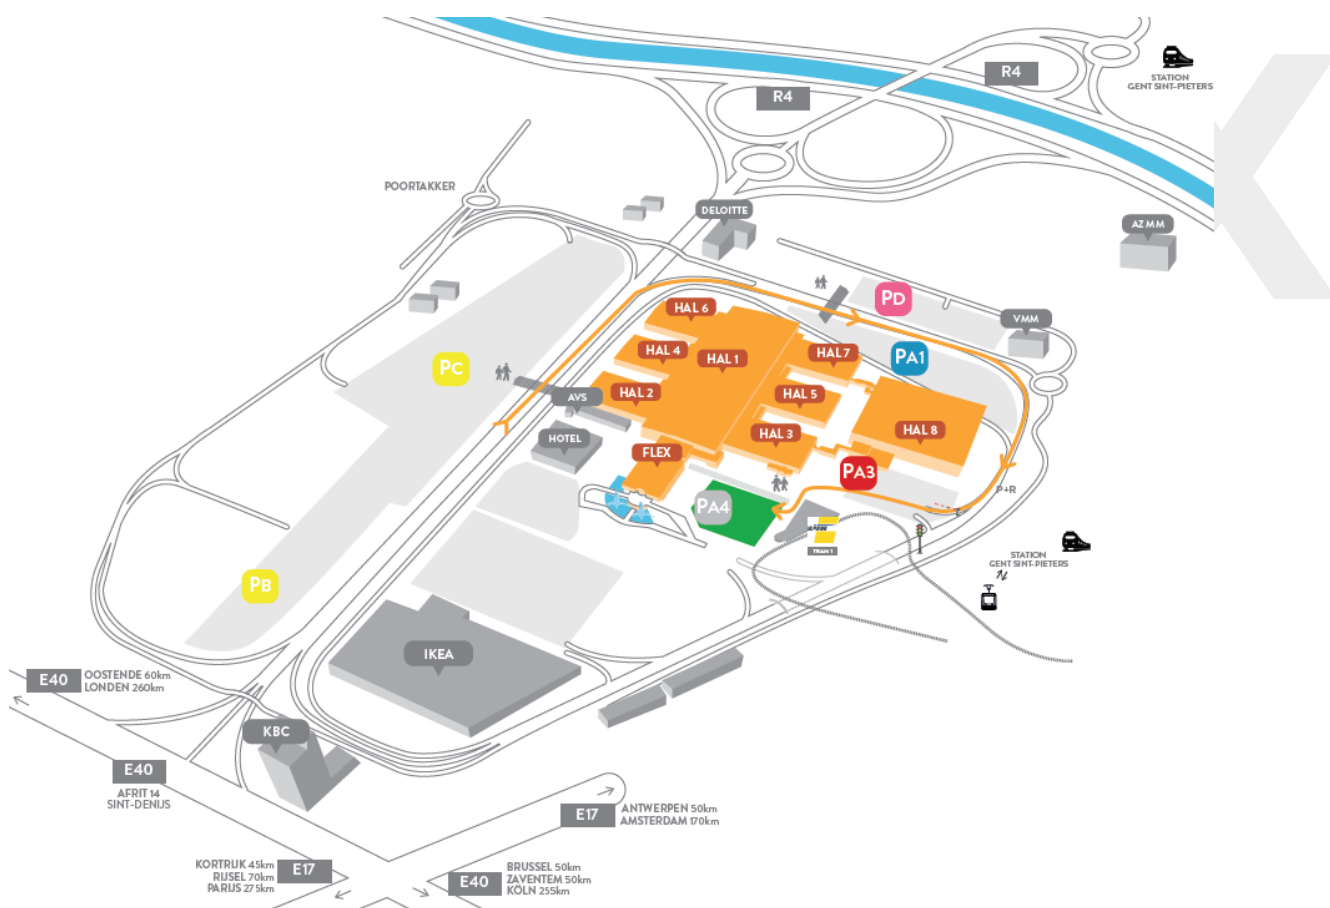 R4
R4
STATION
GENT SINT-PIETERS
POORTAKKER
DELOITTE
AZ MM
PD
VMM
HAL 6
HAL 4
HAL 1
HAL 7
PA1
PC
AVS
HAL 2
HAL 5
HOTEL
HAL 3
HAL 8
FLEX
PA3
P+R
PA4
TRAM 1
STATION
GENT SINT-PIETERS
PB
IKEA
E40
OOSTENDE 60km
LONDEN 260km
KBC
E40
AFRIT 14
SINT-DENIJS
E17
ANTWERPEN 50km
AMSTERDAM 170km
KORTRIJK 45km
RIJSEL 70km
PARIJS 275km
E17
E40
BRUSSEL 50km
ZAVENTEM 50km
KÖLN 255km